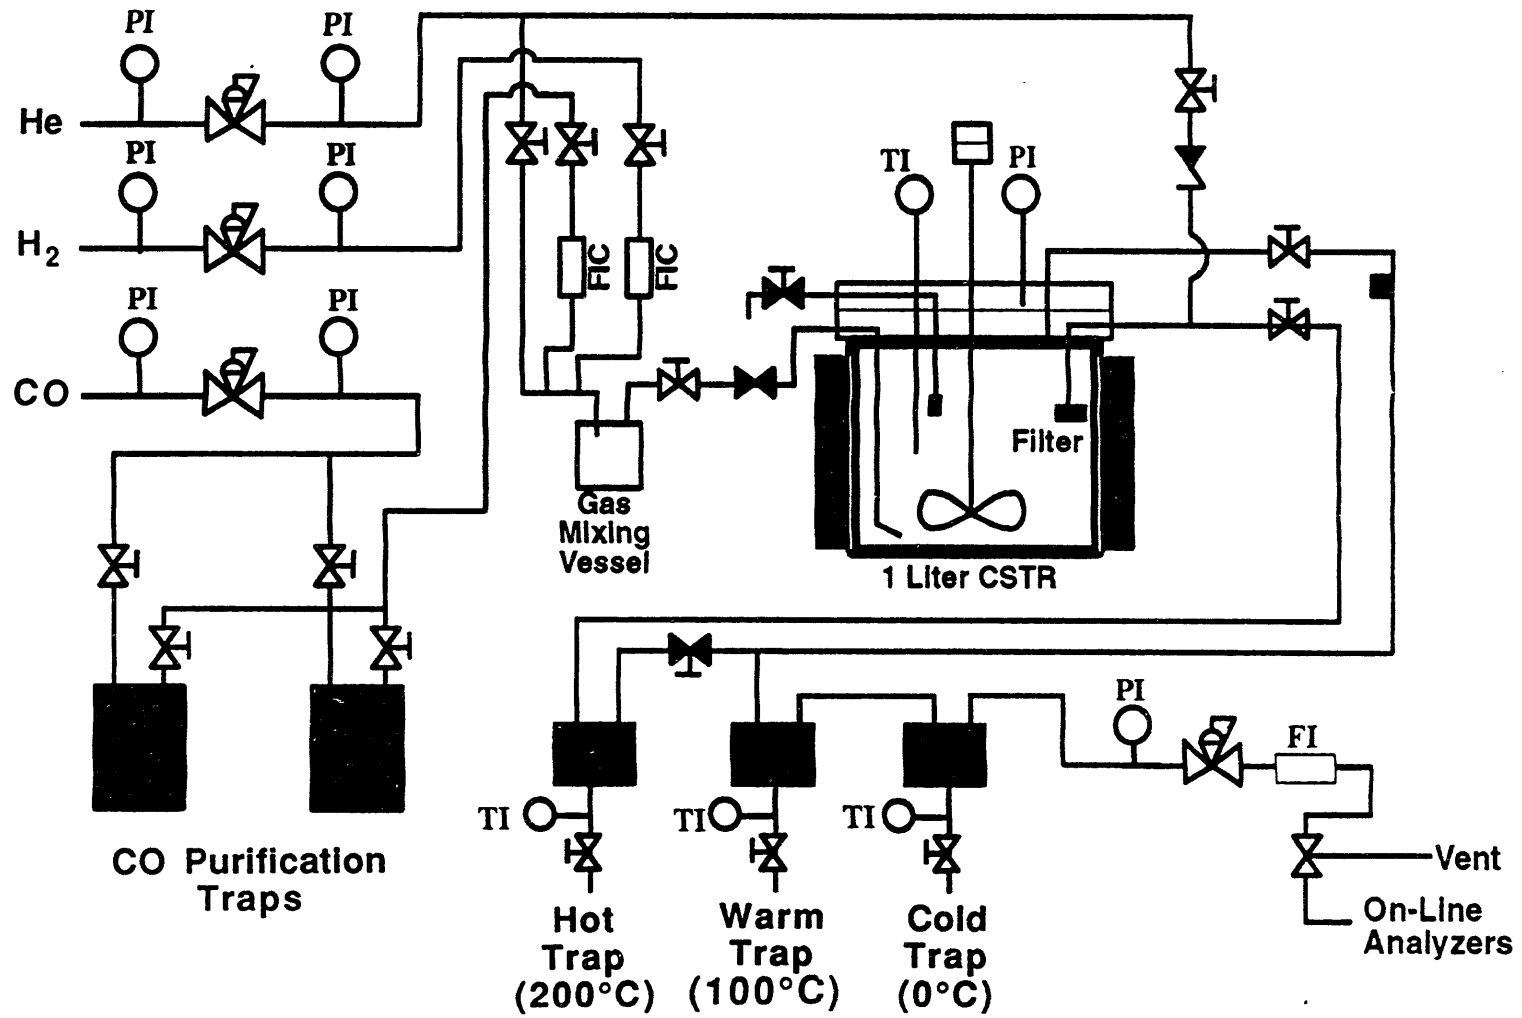 PI
PI
He
PI
PI
H2
PI
PI
CO
FIC
FIC
TI
PI
Filter
Gas
Mixing
Vessel
1 Liter CSTR
CO Purification
Traps
TI
TI
TI
PI
FI
Vent
On-Line
Analyzers
Hot
Trap
(200°C)
Warm
Trap
(100°C)
Cold
Trap
(0°C)